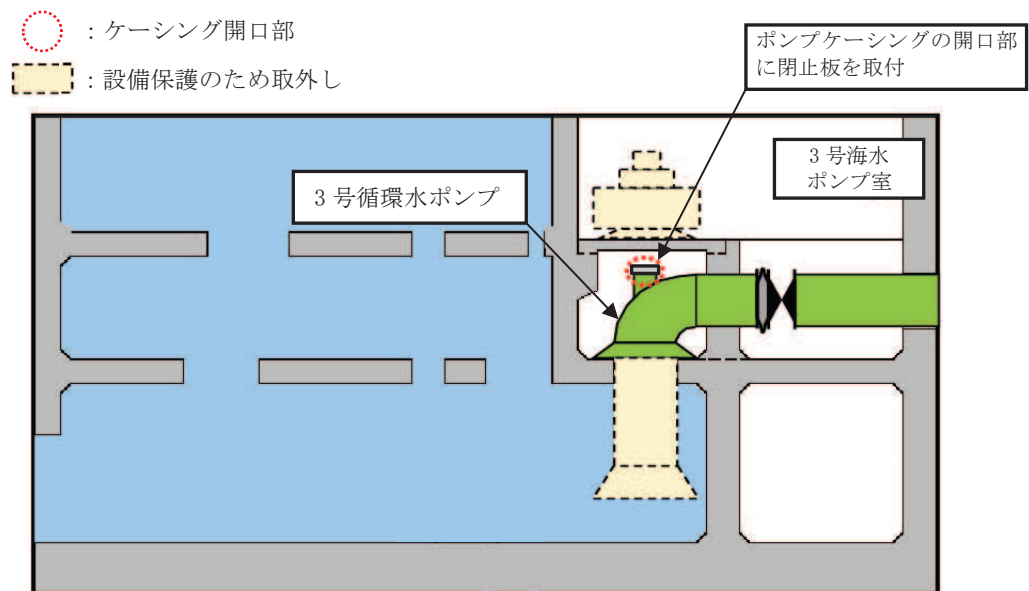 ：ケーシング開口部
：設備保護のため取外し
ポンプケーシングの開口部
に閉止板を取付
3 号海水
ポンプ室
3 号循環水ポンプ